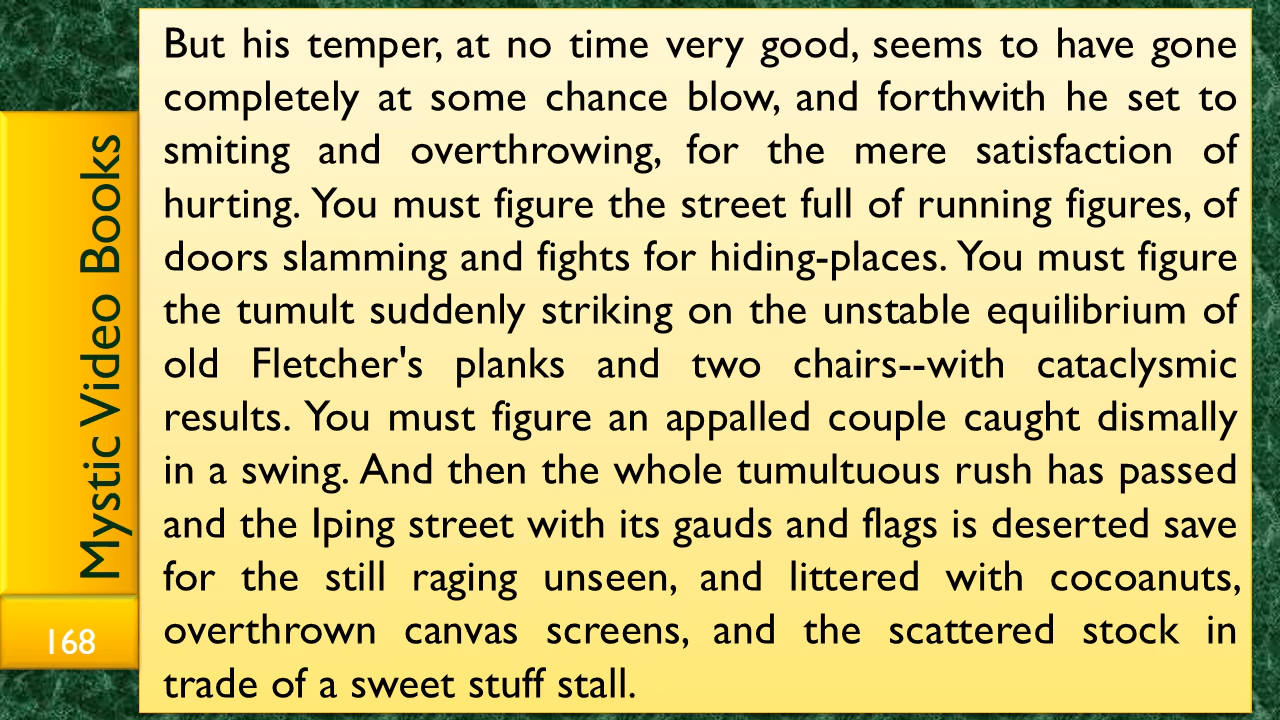 But his temper, at no time very good, seems to have gone
completely at some chance blow, and forthwith he set to
smiting and overthrowing, for the mere satisfaction of
hurting. You must figure the street full of running figures, of
doors slamming and fights for hiding-places. You must figure
the tumult suddenly striking on the unstable equilibrium of
old Fletcher's planks and two chairs--with cataclysmic
results. You must figure an appalled couple caught dismally
in a swing. And then the whole tumultuous rush has passed
and the Iping street with its gauds and flags is deserted save
for the still raging unseen, and littered with cocoanuts,
overthrown canvas screens, and the scattered stock in
trade of a sweet stuff stall.
Mystic Video Books
168